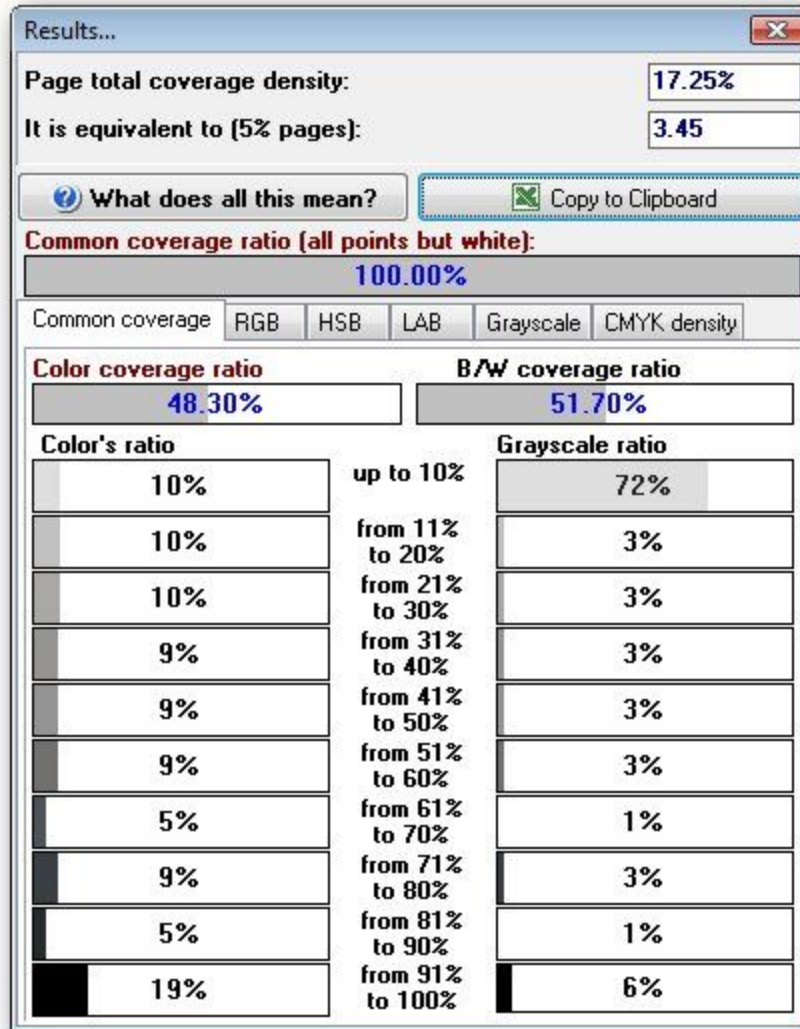 Results...
Page total coverage density: 17.25%
It is equivalent to (5% pages): 3.45
What does all this mean? Copy to Clipboard
Common coverage ratio (all points but white):
100.00%
Common coverage RGB HSB LAB Grayscale CMYK density
Color coverage ratio B/W coverage ratio
48.30% 51.70%
Color's ratio Grayscale ratio
10% up to 10% 72%
10% from 11% to 20% 3%
10% from 21% to 30% 3%
9% from 31% to 40% 3%
9% from 41% to 50% 3%
9% from 51% to 60% 3%
5% from 61% to 70% 1%
9% from 71% to 80% 3%
5% from 81% to 90% 1%
19% from 91% to 100% 6%